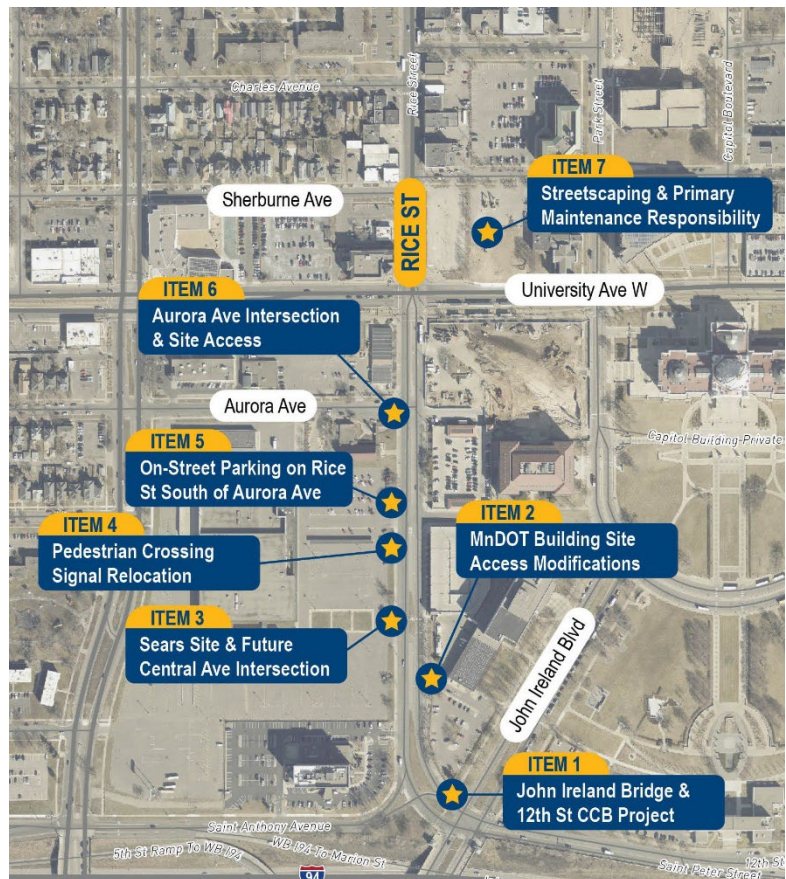 Charles Avenue
Rice Street
Park Street
Capitol Boulevard
ITEM 7
Streetscaping & Primary
Maintenance Responsibility
Sherburne Ave
RICE ST
University Ave W
ITEM 6
Aurora Ave Intersection
& Site Access
Aurora Ave
Capitol Building-Private
ITEM 5
On-Street Parking on Rice
St South of Aurora Ave
ITEM 4
Pedestrian Crossing
Signal Relocation
ITEM 2
MnDOT Building Site
Access Modifications
ITEM 3
Sears Site & Future
Central Ave Intersection
John Ireland Blvd
ITEM 1
John Ireland Bridge &
12th St CCB Project
Saint Anthony Avenue
5th St Ramp To WB I94
WB I94 To Marion St
94
Saint Peter Street
12th St